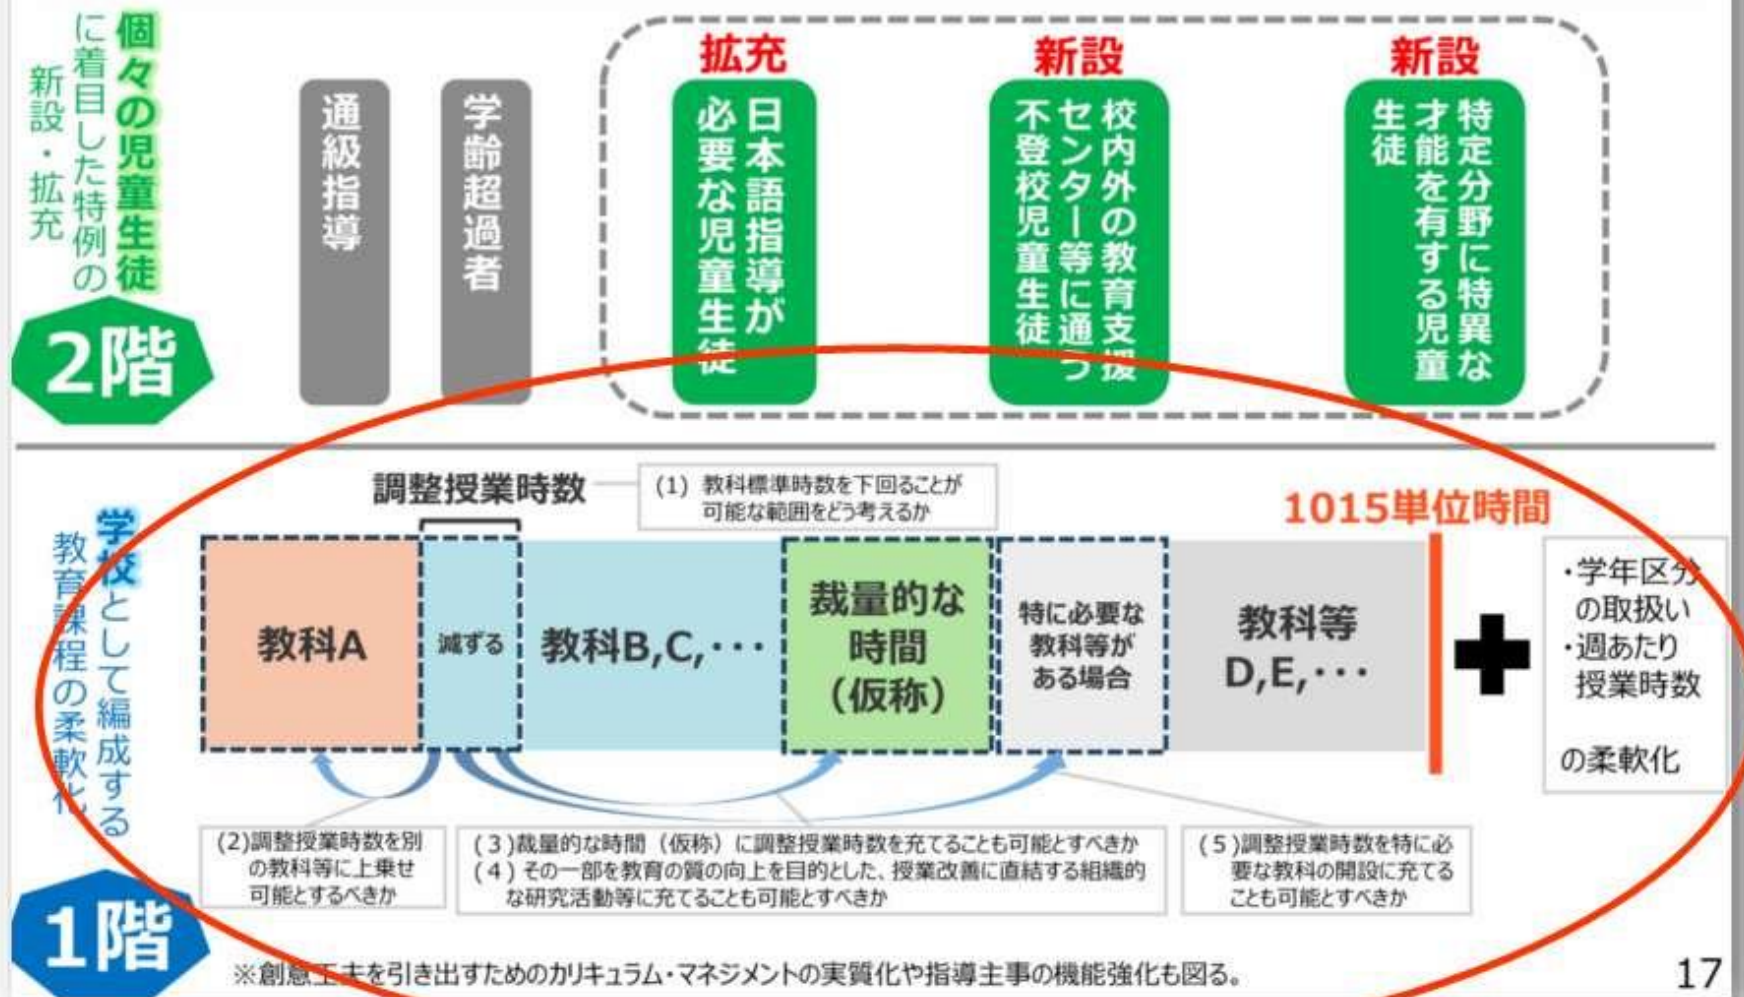 個々の児童生徒
に着目した特例の
新設・拡充
2階
通級指導
学齢超過者
拡充
日本語指導が
必要な児童生徒
新設
校内外の教育支援
センター等に通う
不登校児童生徒
新設
特定分野に特異な
才能を有する児童
生徒
学校として編成する
教育課程の柔軟化
1階
調整授業時数
(1) 教科標準時数を下回ることが
可能な範囲をどう考えるか
1015単位時間
教科A
減ずる
教科B,C,・・・
裁量的な
時間
（仮称）
特に必要な
教科等が
ある場合
教科等
D,E,・・・
・学年区分
の取扱い
・週あたり
授業時数
の柔軟化
(2)調整授業時数を別
の教科等に上乗せ
可能とするべきか
(３)裁量的な時間（仮称）に調整授業時数を充てることも可能とすべきか
(４)その一部を教育の質の向上を目的とした、授業改善に直結する組織的
な研究活動等に充てることも可能とすべきか
(５)調整授業時数を特に必
要な教科の開設に充てる
ことも可能とすべきか
※創意工夫を引き出すためのカリキュラム・マネジメントの実質化や指導主事の機能強化も図る。
17